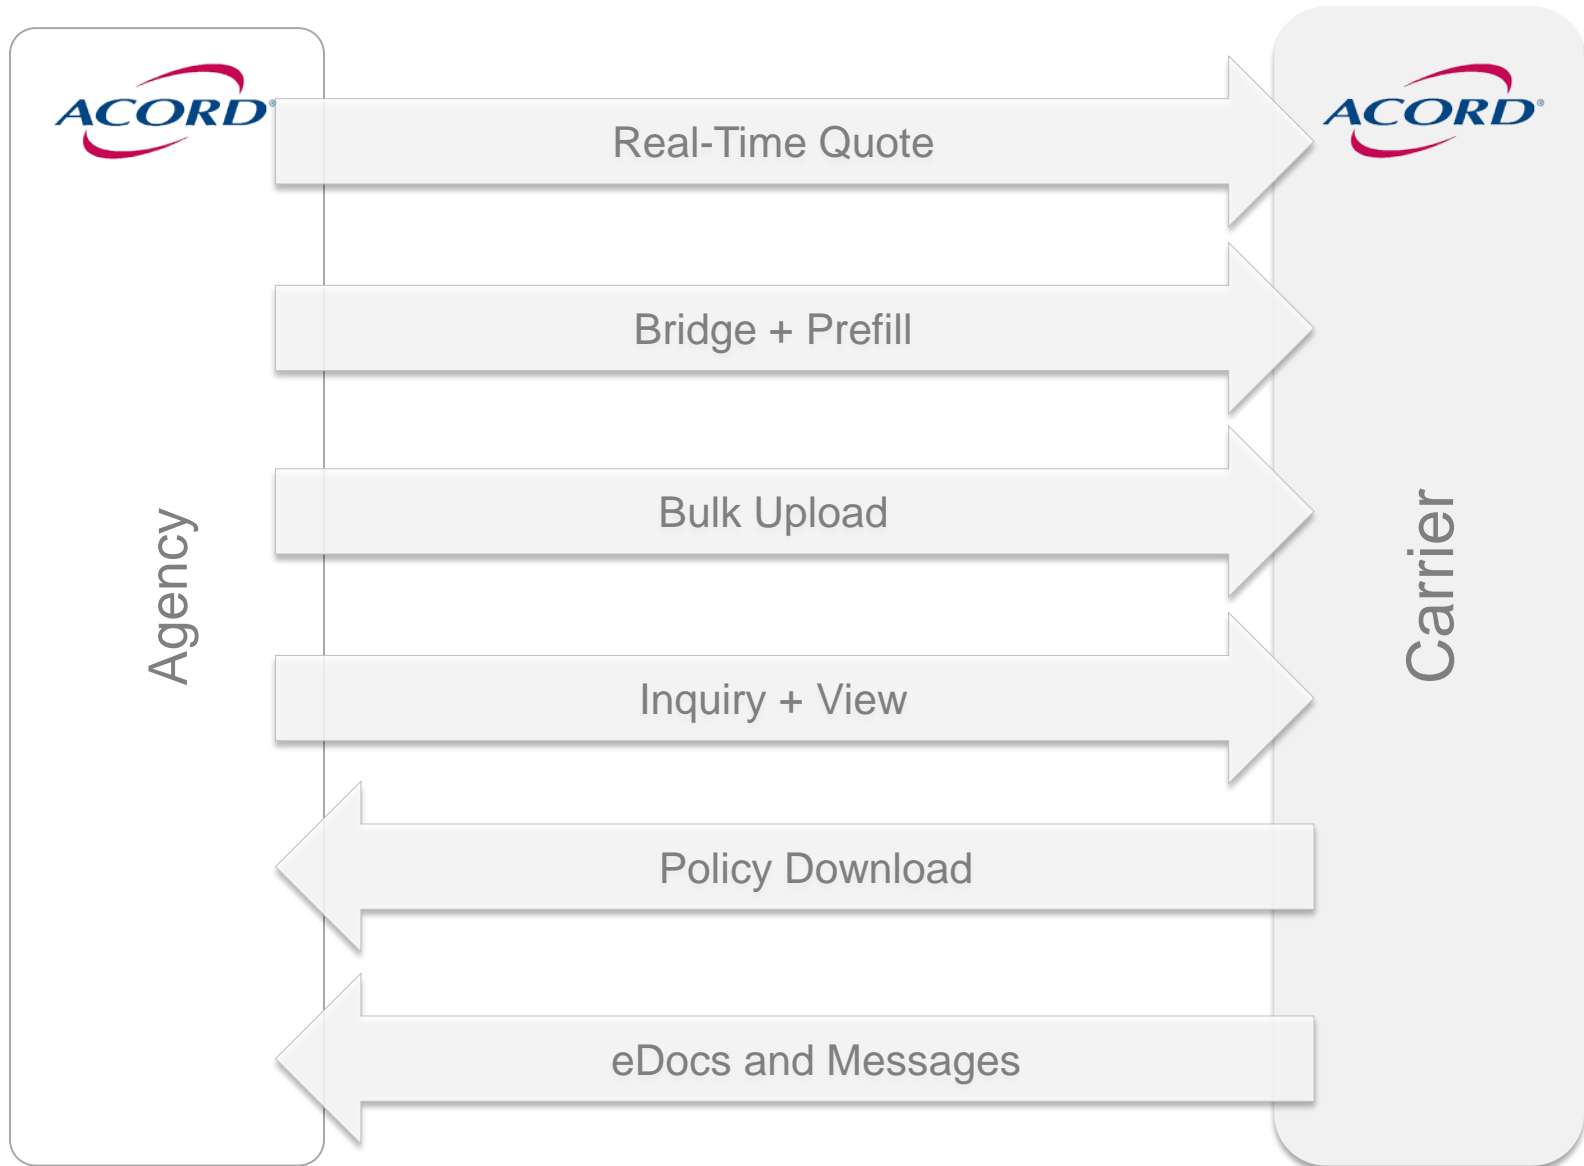 ACORD®
ACORD®
Real-Time Quote
Bridge + Prefill
Bulk Upload
Agency
Carrier
Inquiry + View
Policy Download
eDocs and Messages